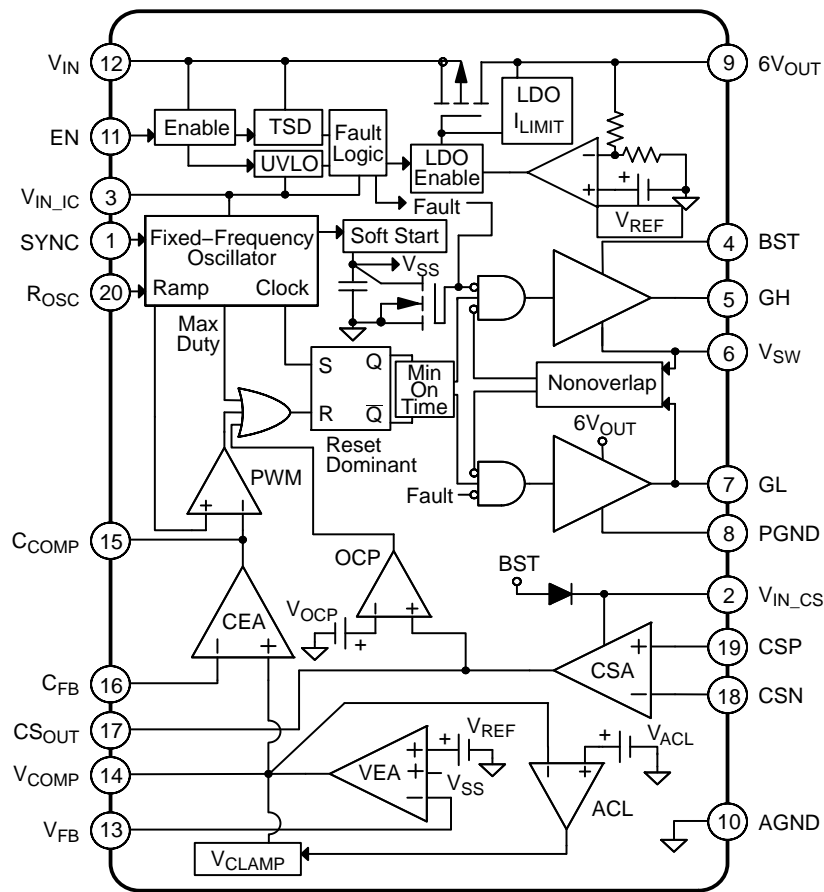 V_IN 12
9 6V_OUT
LDO
I_LIMIT
EN 11
Enable
TSD
Fault
Logic
UVLO
LDO
Enable
−
+
+
V_REF
V_IN_IC 3
Fault
SYNC 1
Fixed−Frequency
Oscillator
Ramp Clock
Soft Start
V_SS
4 BST
R_OSC 20
5 GH
Max
Duty
6 V_SW
S Q
R Q̅
Min
On
Time
Nonoverlap
Reset
Dominant
6V_OUT
PWM
+ −
Fault
7 GL
8 PGND
C_COMP 15
OCP
− +
BST
2 V_IN_CS
V_OCP
+
CEA
− +
CSA
+
−
19 CSP
18 CSN
C_FB 16
CS_OUT 17
V_COMP 14
VEA
+
+
−
+
V_REF
V_SS
− +
ACL
+
V_ACL
V_FB 13
10 AGND
V_CLAMP